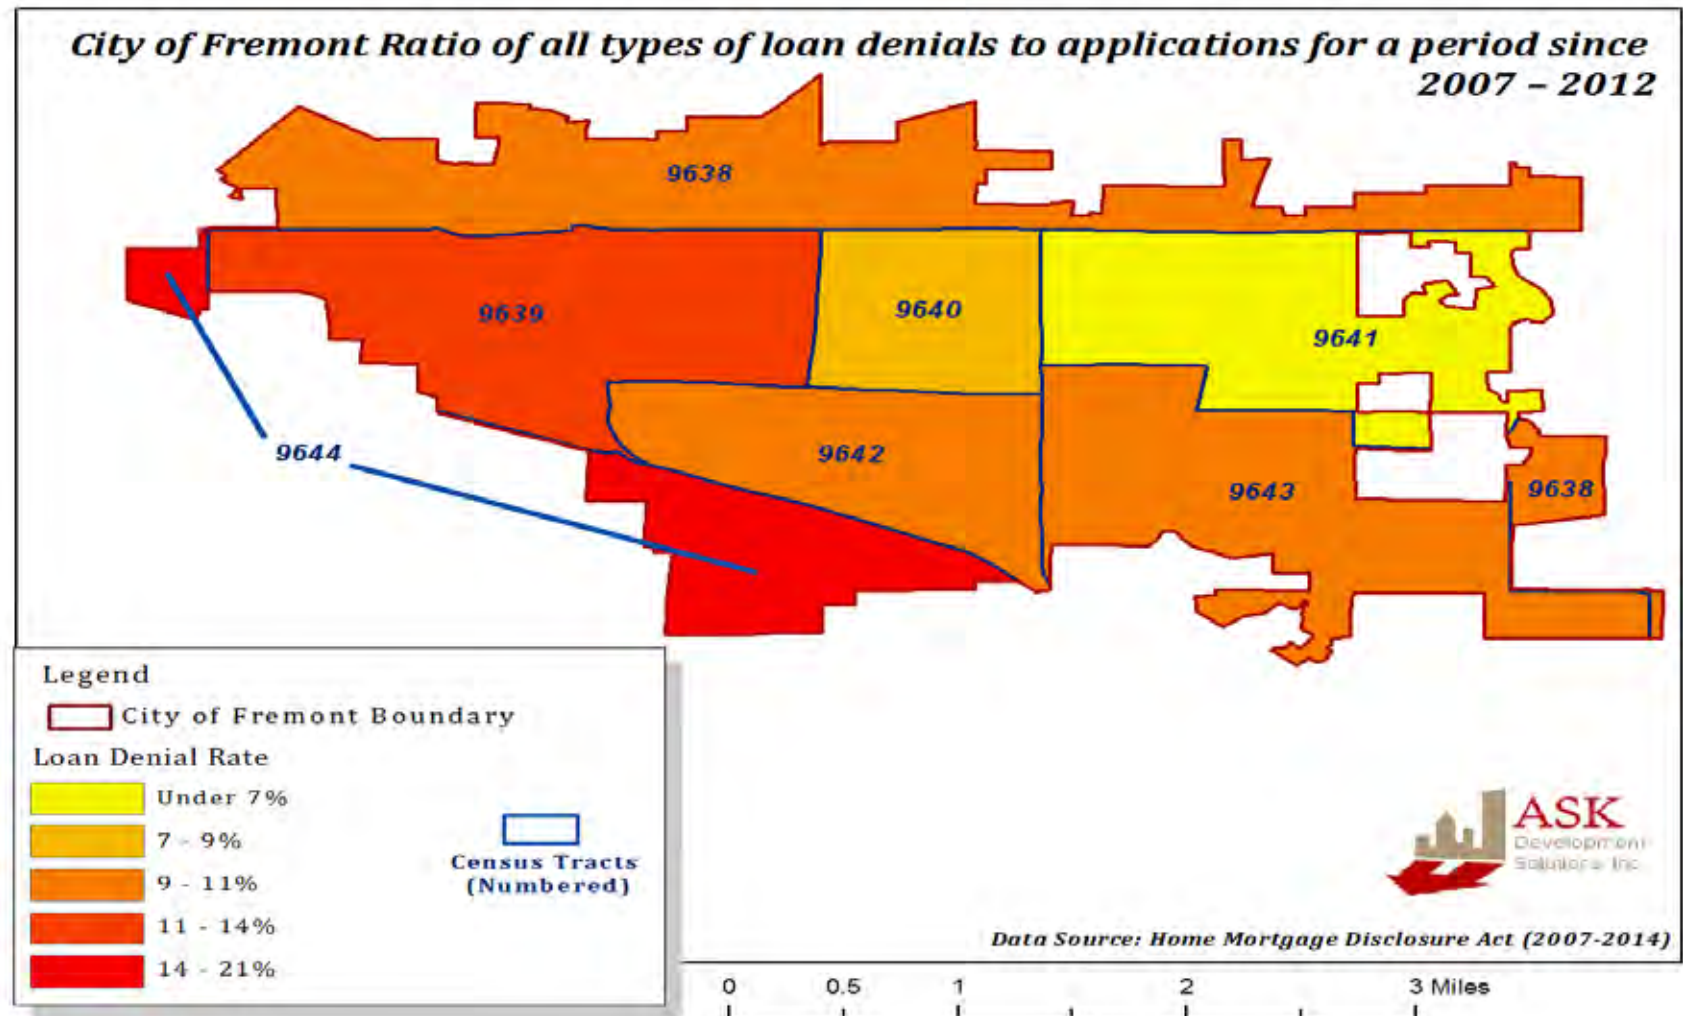 City of Fremont Ratio of all types of loan denials to applications for a period since
2007 – 2012
9638
9639
9640
9641
9644
9642
9643
9638
Legend
City of Fremont Boundary
Loan Denial Rate
Under 7%
7 - 9%
9 - 11%
11 - 14%
14 - 21%
Census Tracts
(Numbered)
ASK
Development
Solutions, Inc
Data Source: Home Mortgage Disclosure Act (2007-2014)
0 0.5 1 2 3 Miles